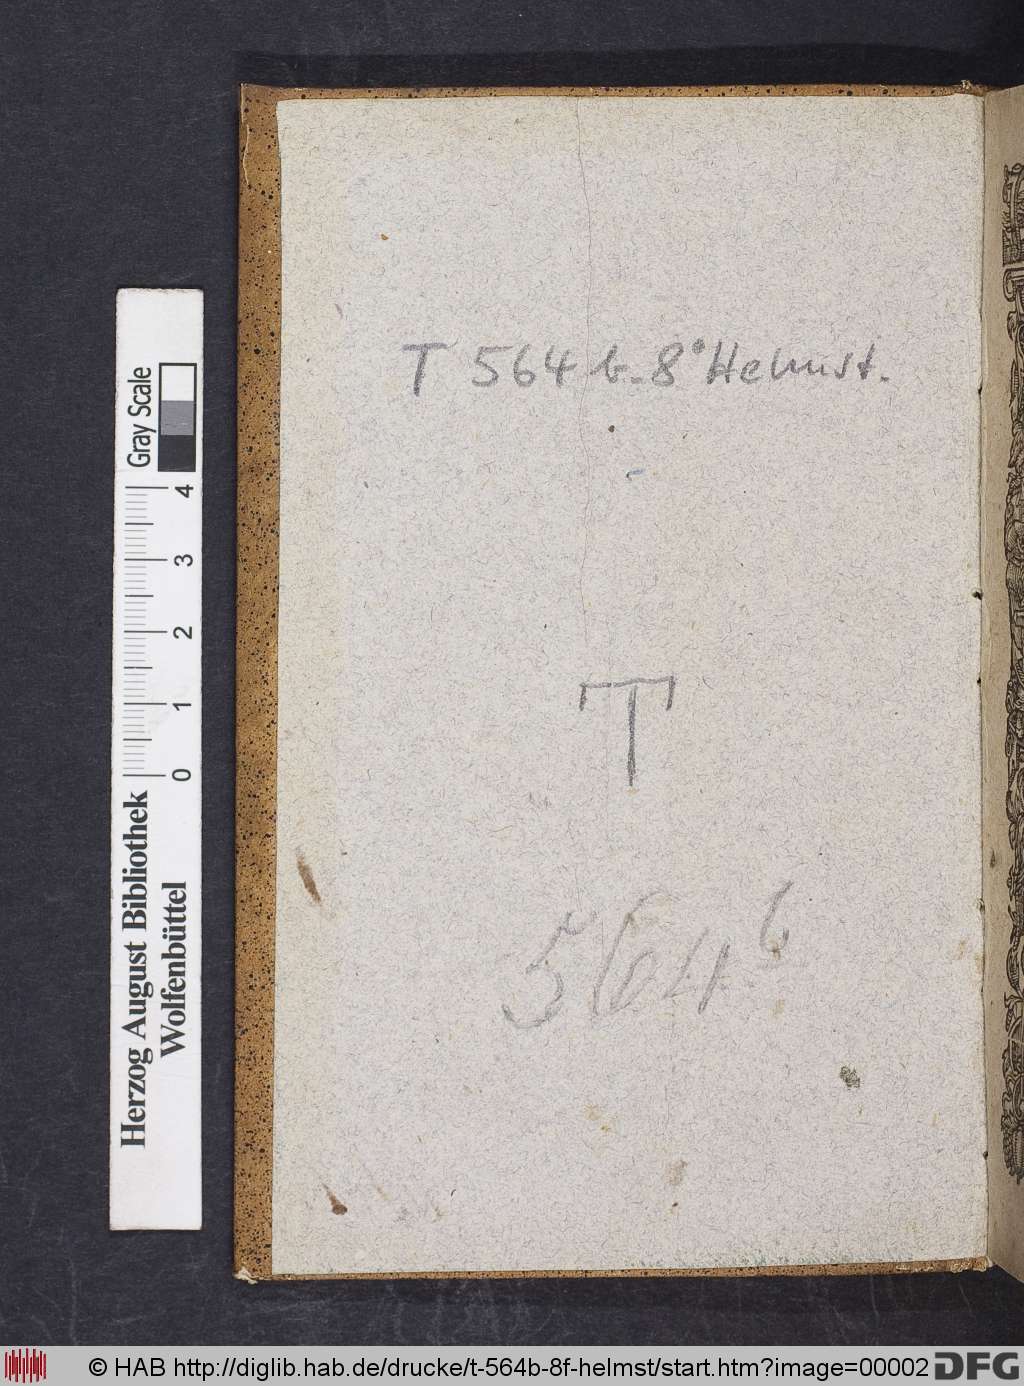 T 564 b. 8° Helmst.
T
564 b
Gray Scale
4
3
2
1
0
Herzog August Bibliothek
Wolfenbüttel
© HAB http://diglib.hab.de/drucke/t-564b-8f-helmst/start.htm?image=00002
DFG